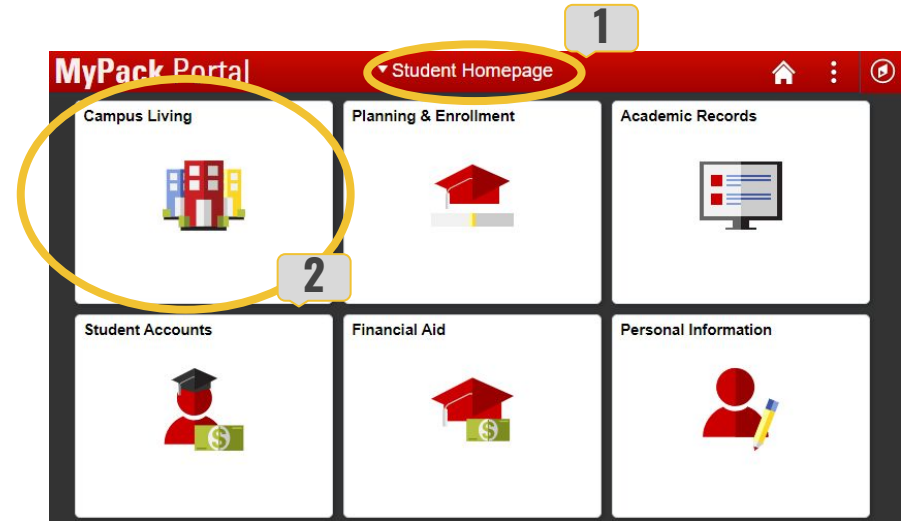 1
MyPack Portal
Student Homepage
Campus Living
Planning & Enrollment
Academic Records
2
Student Accounts
Financial Aid
Personal Information